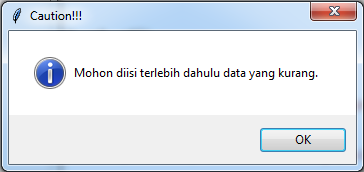 Caution!!!
Mohon diisi terlebih dahulu data yang kurang.
OK